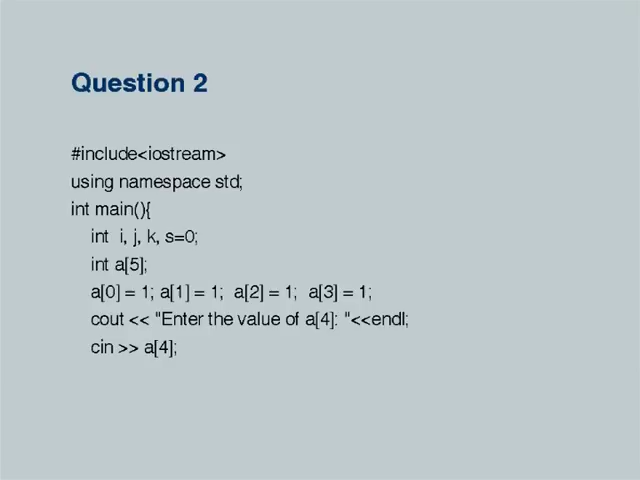 Question 2
#include<iostream>
using namespace std;
int main(){
int i, j, k, s=0;
int a[5];
a[0] = 1; a[1] = 1; a[2] = 1; a[3] = 1;
cout << "Enter the value of a[4]: "<<endl;
cin >> a[4];